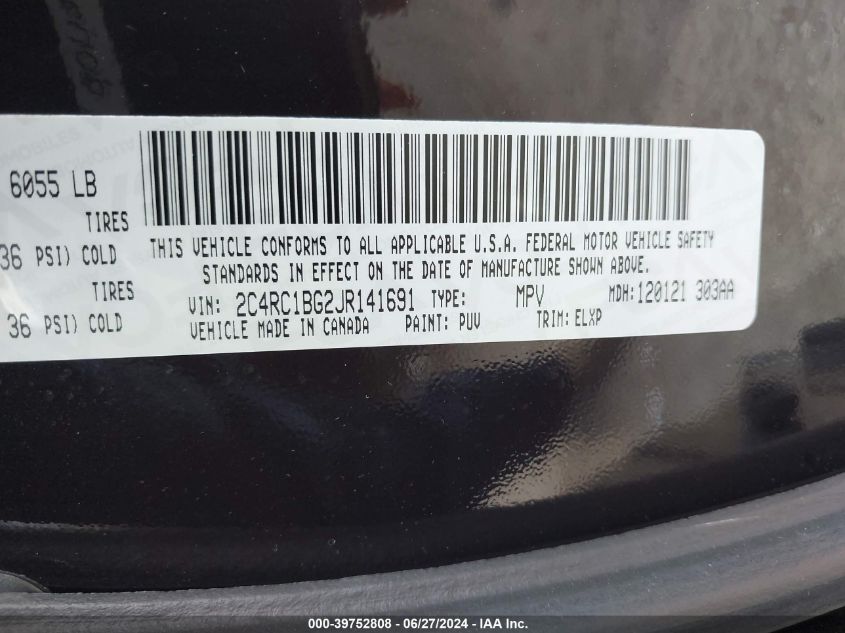 6055 LB
TIRES
36 PSI) COLD
THIS VEHICLE CONFORMS TO ALL APPLICABLE U.S.A. FEDERAL MOTOR VEHICLE SAFETY
STANDARDS IN EFFECT ON THE DATE OF MANUFACTURE SHOWN ABOVE.
TIRES
36 PSI) COLD
VIN: 2C4RC1BG2JR141691 TYPE: MPV MDH:120121 303AA
VEHICLE MADE IN CANADA PAINT: PUV TRIM: ELXP
000-39752808 - 06/27/2024 - IAA Inc.